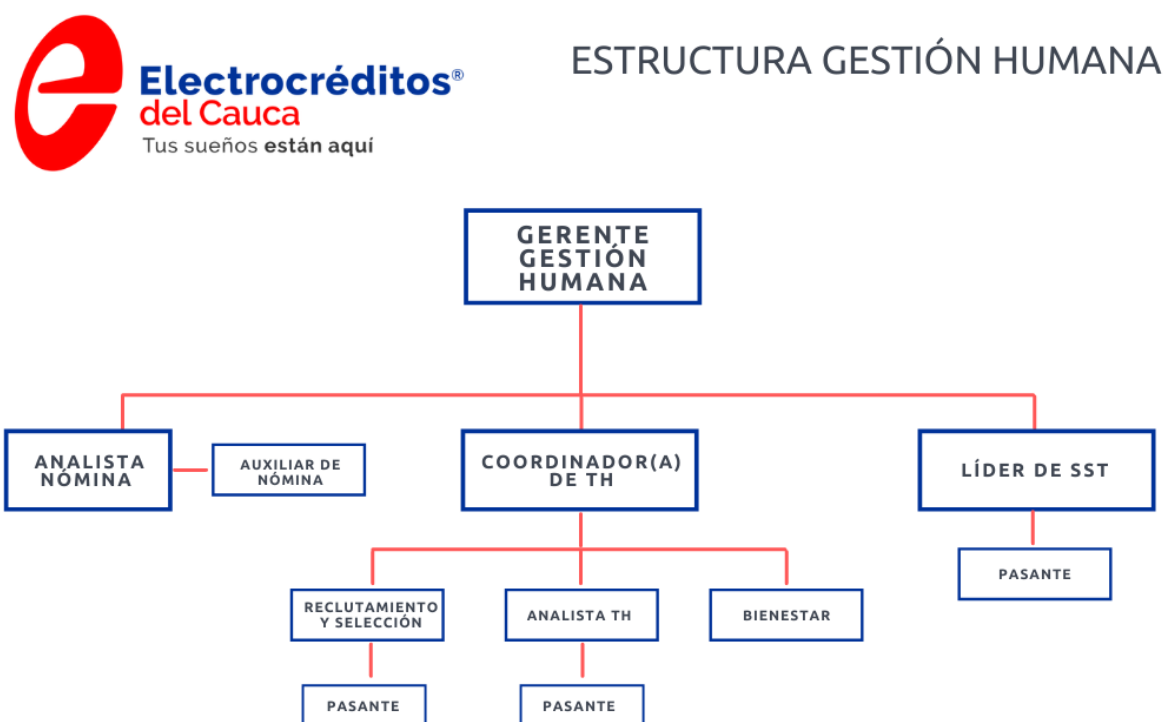 Electrocréditos®
del Cauca
Tus sueños están aquí
ESTRUCTURA GESTIÓN HUMANA
GERENTE
GESTIÓN
HUMANA
ANALISTA
NÓMINA
AUXILIAR DE
NÓMINA
COORDINADOR(A)
DE TH
LÍDER DE SST
PASANTE
RECLUTAMIENTO
Y SELECCIÓN
ANALISTA TH
BIENESTAR
PASANTE
PASANTE